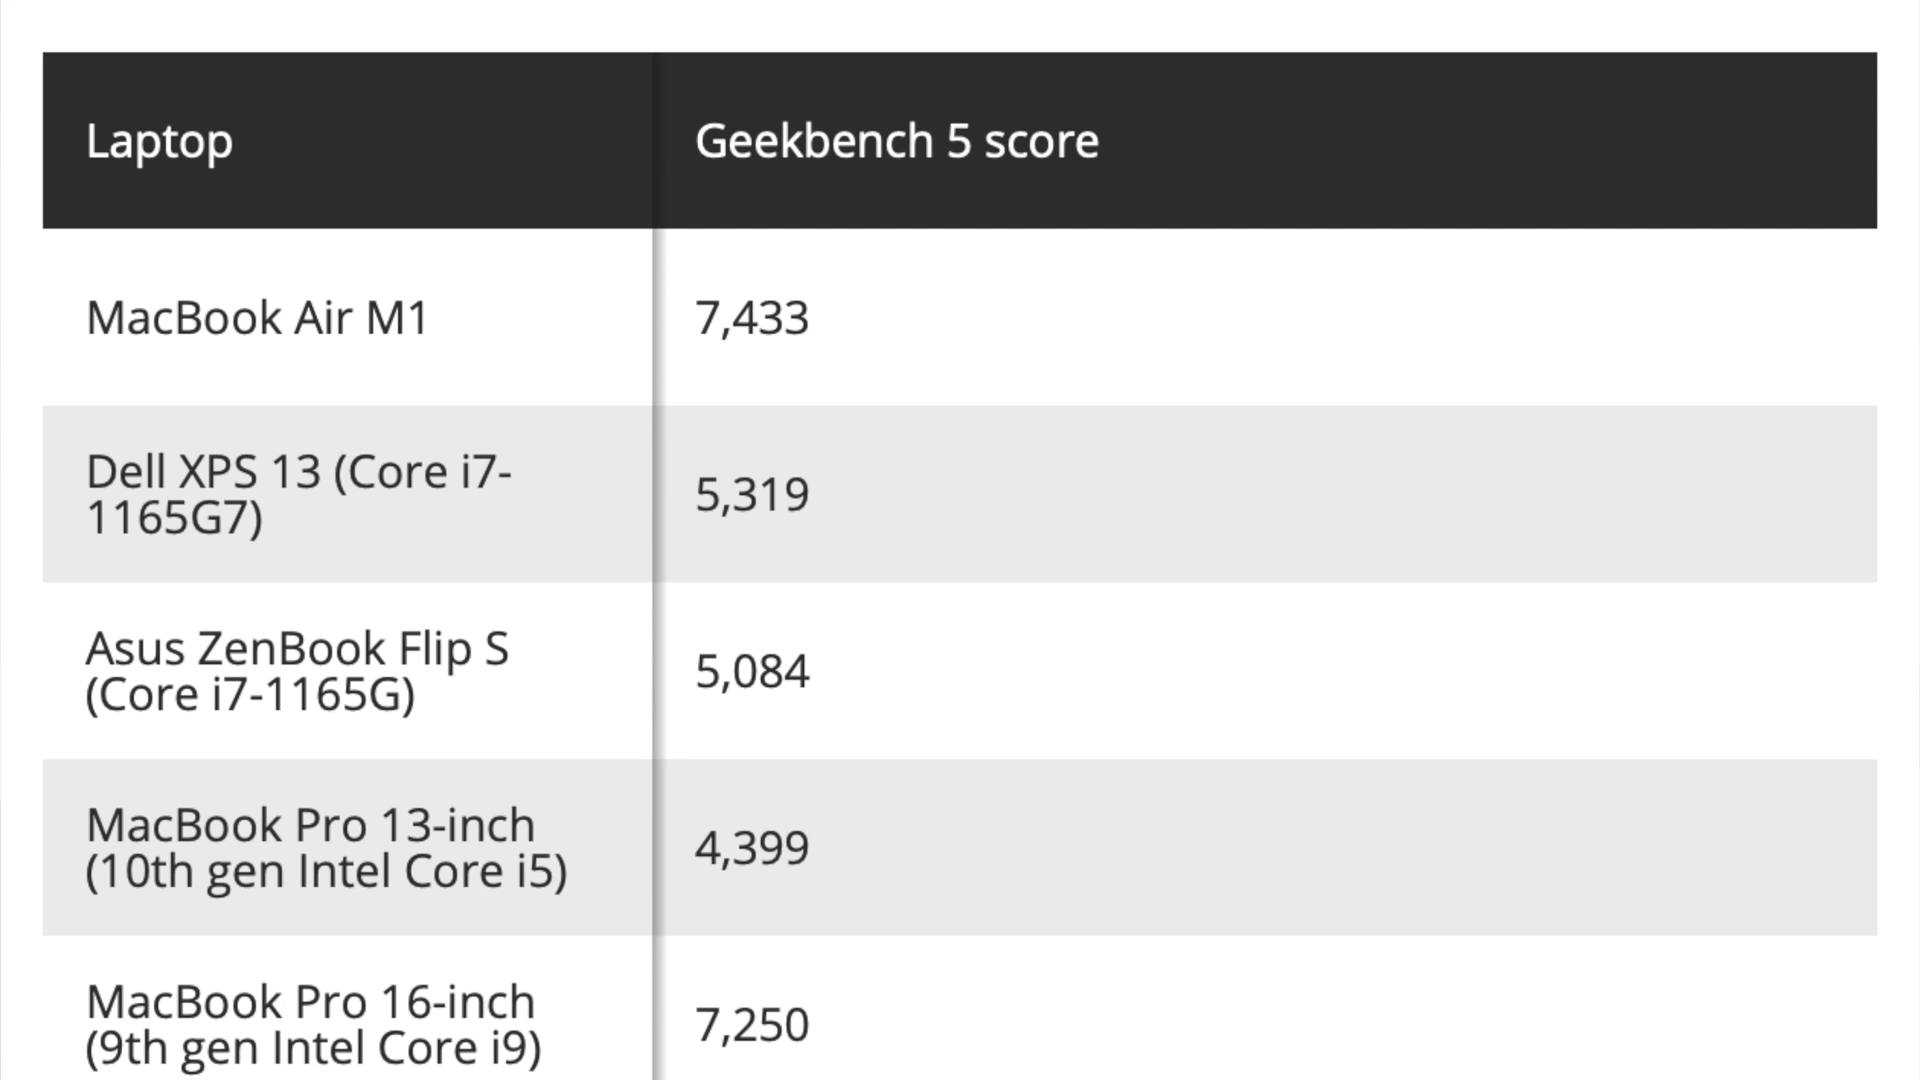 Laptop Geekbench 5 score
MacBook Air M1 7,433
Dell XPS 13 (Core i7-
1165G7) 5,319
Asus ZenBook Flip S
(Core i7-1165G) 5,084
MacBook Pro 13-inch
(10th gen Intel Core i5) 4,399
MacBook Pro 16-inch
(9th gen Intel Core i9) 7,250